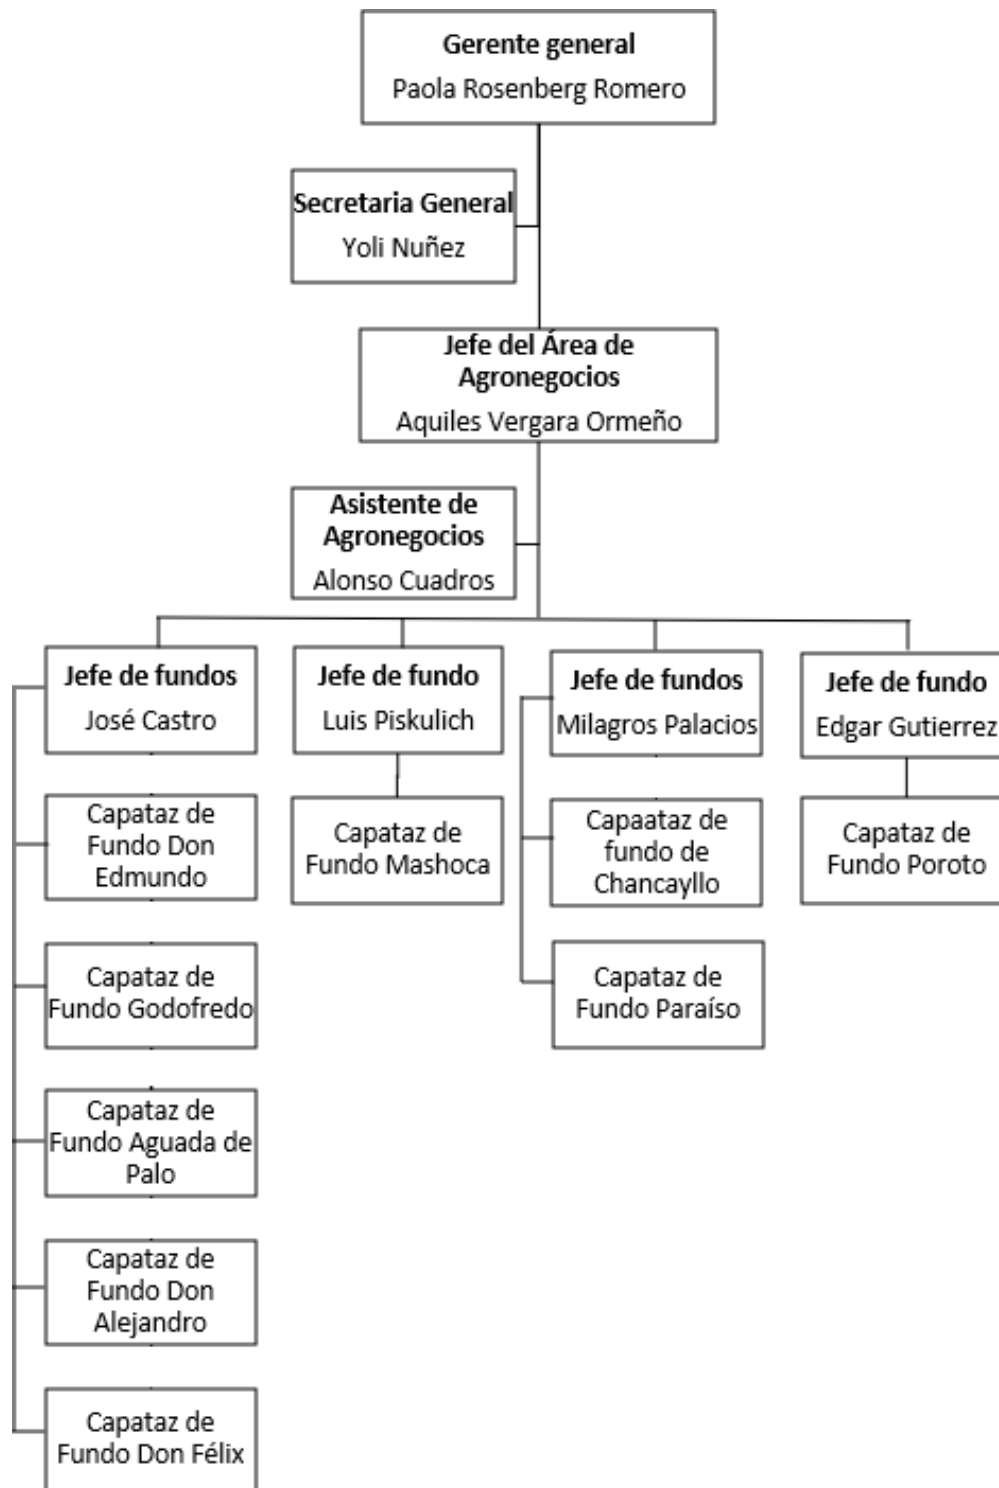 Gerente general
Paola Rosenberg Romero
Secretaria General
Yoli Nuñez
Jefe del Área de
Agronegocios
Aquiles Vergara Ormeño
Asistente de
Agronegocios
Alonso Cuadros
Jefe de fundos
José Castro
Jefe de fundo
Luis Piskulich
Jefe de fundos
Milagros Palacios
Jefe de fundo
Edgar Gutierrez
Capataz de
Fundo Don
Edmundo
Capataz de
Fundo Mashoca
Capaataz de
fundo de
Chancayllo
Capataz de
Fundo Poroto
Capataz de
Fundo Godofredo
Capataz de
Fundo Paraíso
Capataz de
Fundo Aguada de
Palo
Capataz de
Fundo Don
Alejandro
Capataz de
Fundo Don Félix